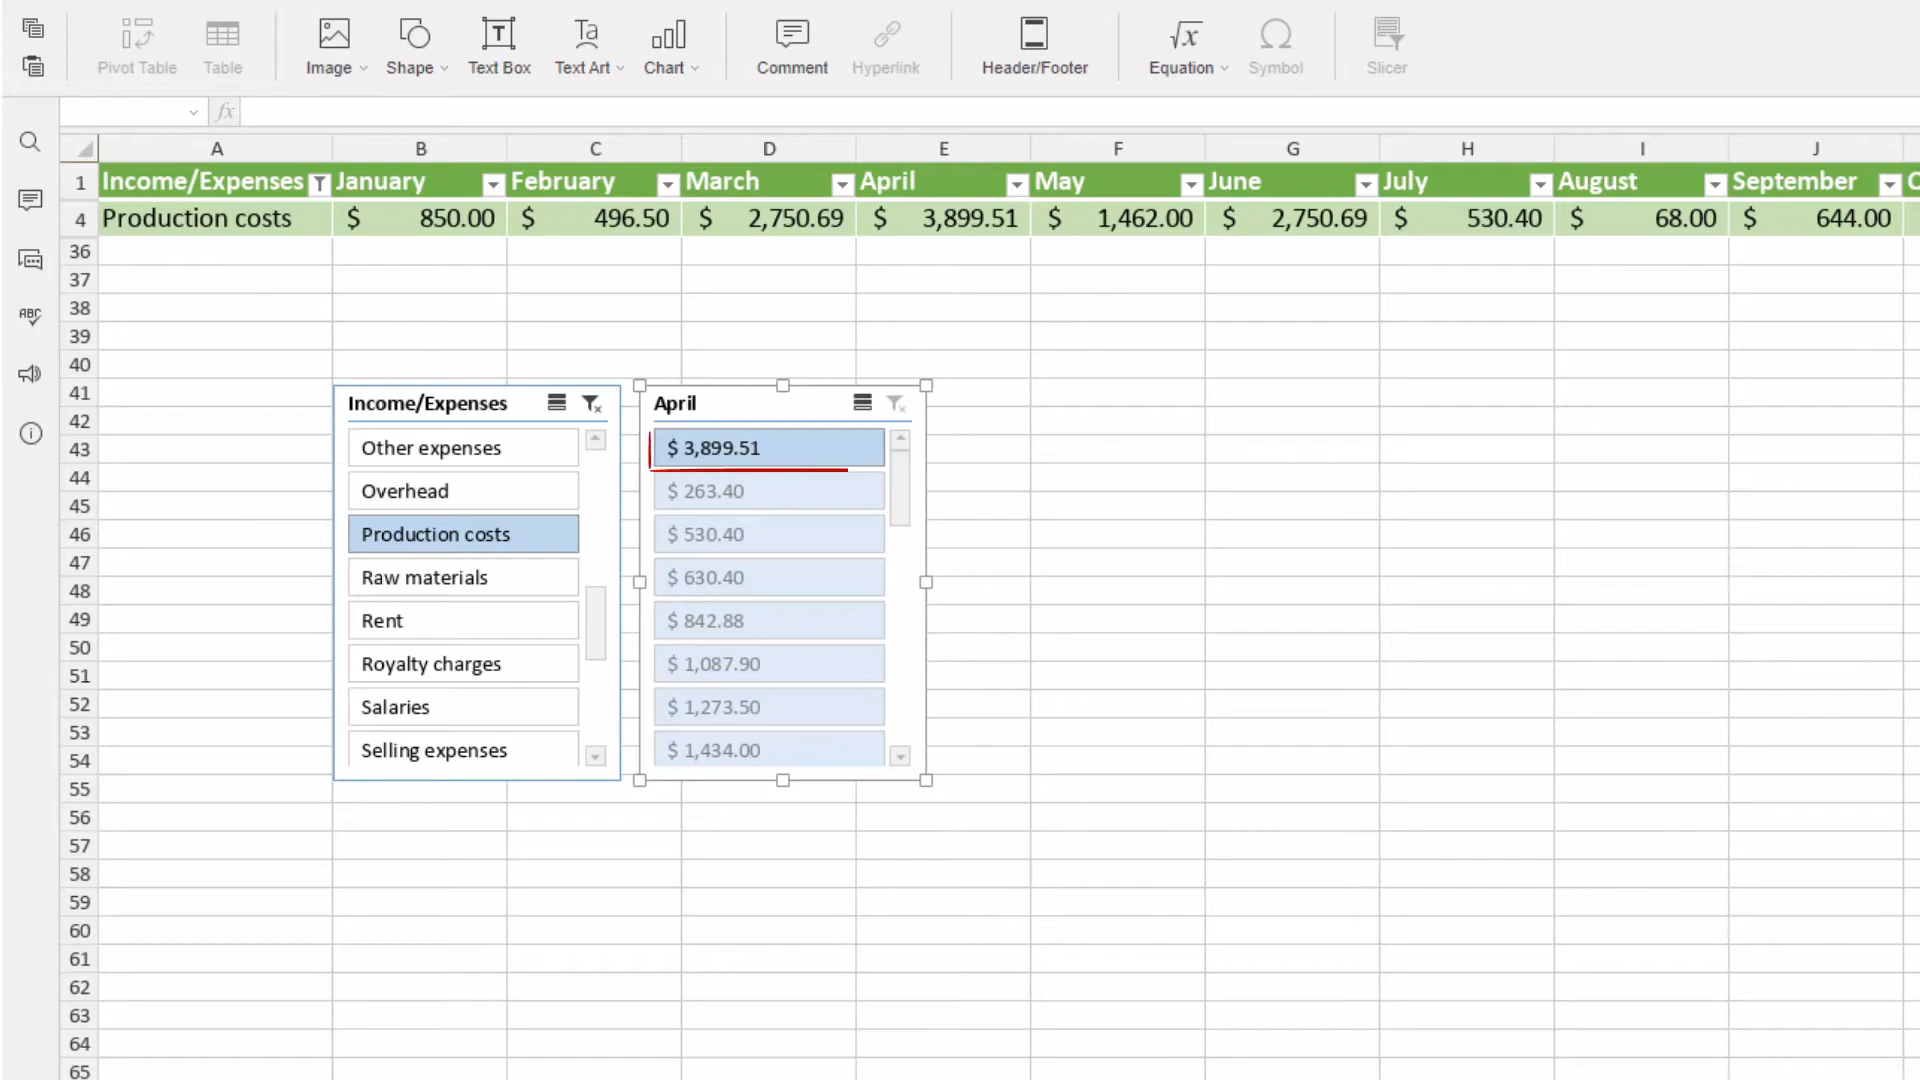 Pivot Table
Table
Image
Shape
Text Box
Text Art
Chart
Comment
Hyperlink
Header/Footer
Equation
Symbol
Slicer
fx
A B C D E F G H I J
1 Income/Expenses January February March April May June July August September
4 Production costs $ 850.00 $ 496.50 $ 2,750.69 $ 3,899.51 $ 1,462.00 $ 2,750.69 $ 530.40 $ 68.00 $ 644.00
36
37
38
39
40
41
42
43
44
45
46
47
48
49
50
51
52
53
54
55
56
57
58
59
60
61
62
63
64
65
Income/Expenses
Other expenses
Overhead
Production costs
Raw materials
Rent
Royalty charges
Salaries
Selling expenses
April
$ 3,899.51
$ 263.40
$ 530.40
$ 630.40
$ 842.88
$ 1,087.90
$ 1,273.50
$ 1,434.00
ABC